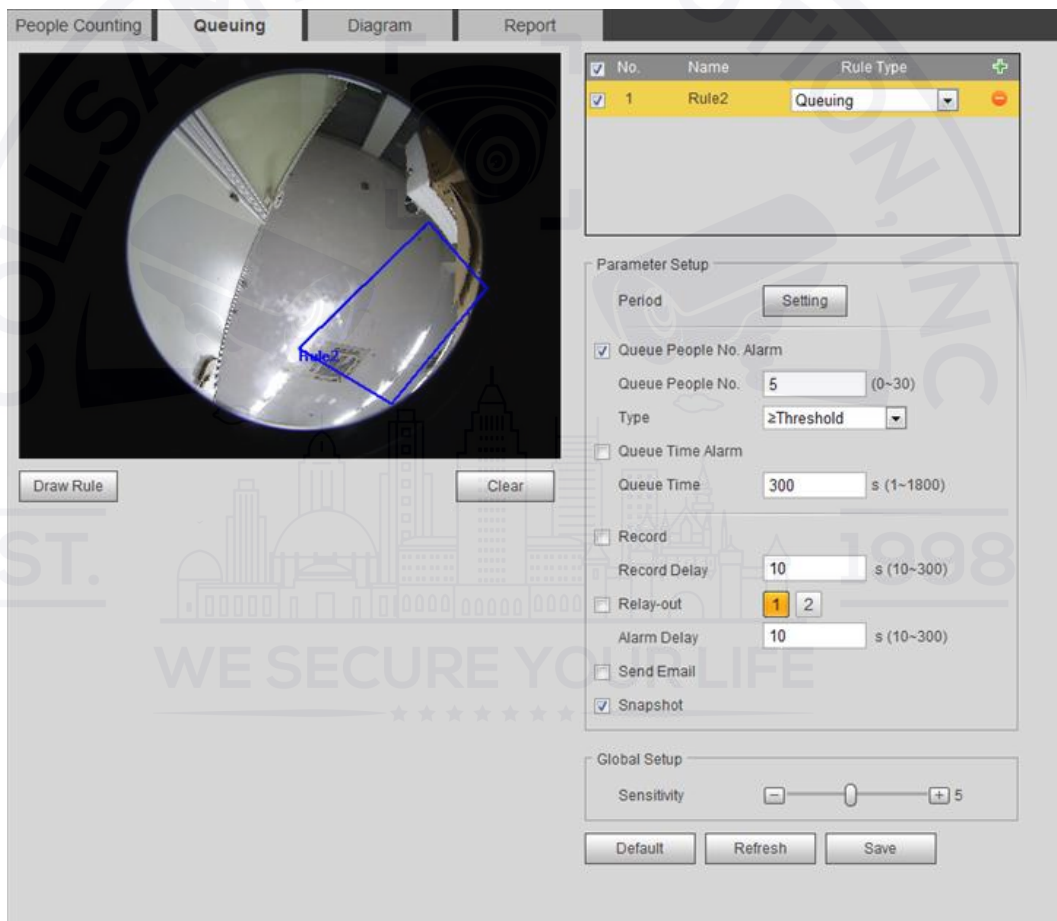 People Counting Queuing Diagram Report
No. Name Rule Type
1 Rule2 Queuing
Rule2
Draw Rule Clear
Parameter Setup
Period Setting
Queue People No. Alarm
Queue People No. 5 (0~30)
Type ≥Threshold
Queue Time Alarm
Queue Time 300 s (1~1800)
Record
Record Delay 10 s (10~300)
Relay-out 1 2
Alarm Delay 10 s (10~300)
Send Email
Snapshot
Global Setup
Sensitivity 5
Default Refresh Save
EST. 1998
WE SECURE YOUR LIFE